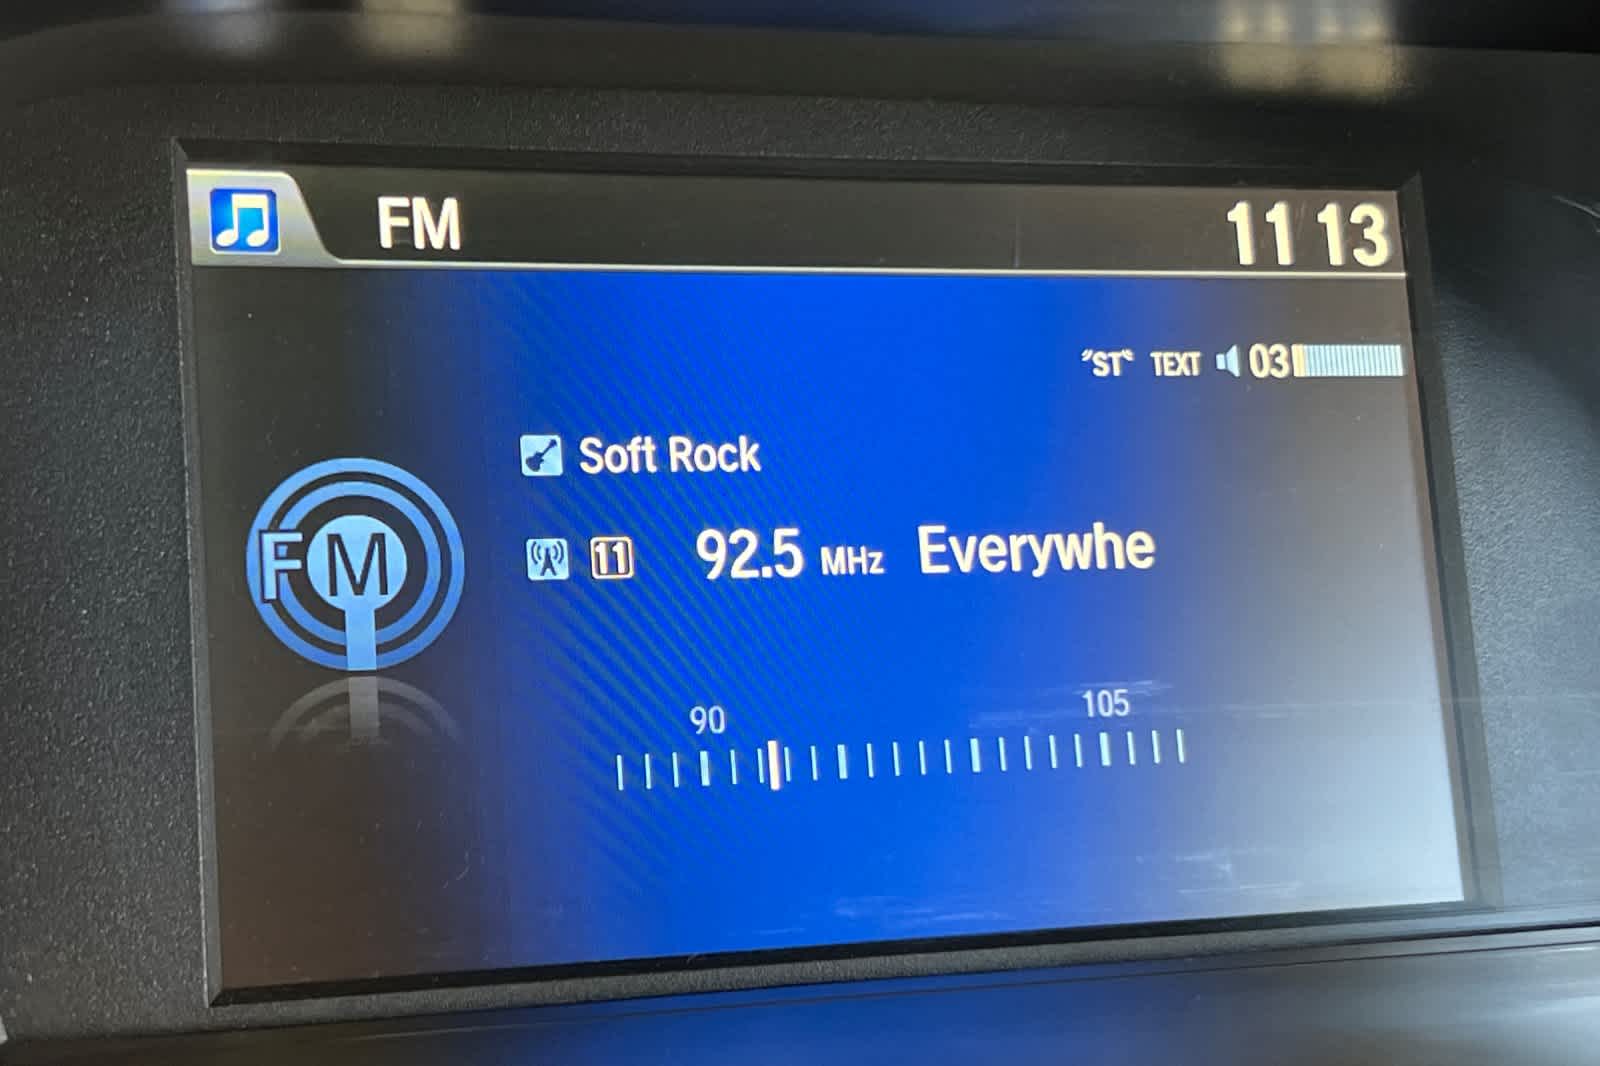 FM 11 13
"ST" TEXT 03
Soft Rock
FM
11 92.5 MHz Everywhe
90 105